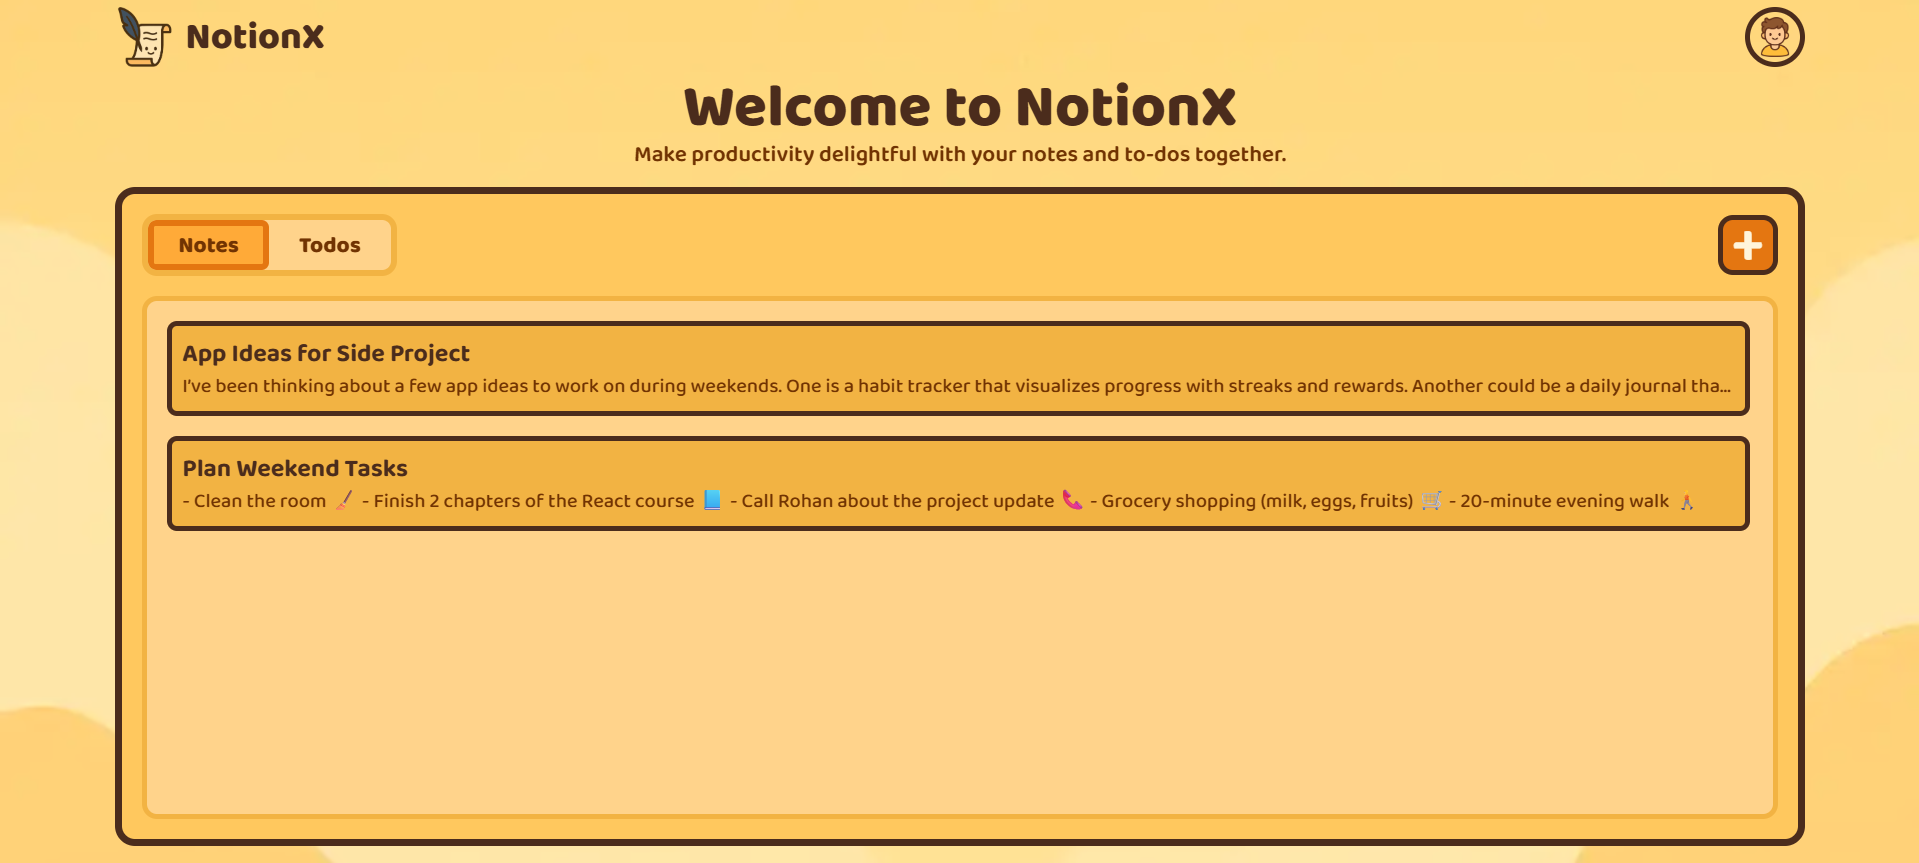 NotionX
Welcome to NotionX
Make productivity delightful with your notes and to-dos together.
Notes Todos
App Ideas for Side Project
I've been thinking about a few app ideas to work on during weekends. One is a habit tracker that visualizes progress with streaks and rewards. Another could be a daily journal tha...
Plan Weekend Tasks
- Clean the room 🧹 - Finish 2 chapters of the React course 📘 - Call Rohan about the project update 📞 - Grocery shopping (milk, eggs, fruits) 🛒 - 20-minute evening walk 🚶